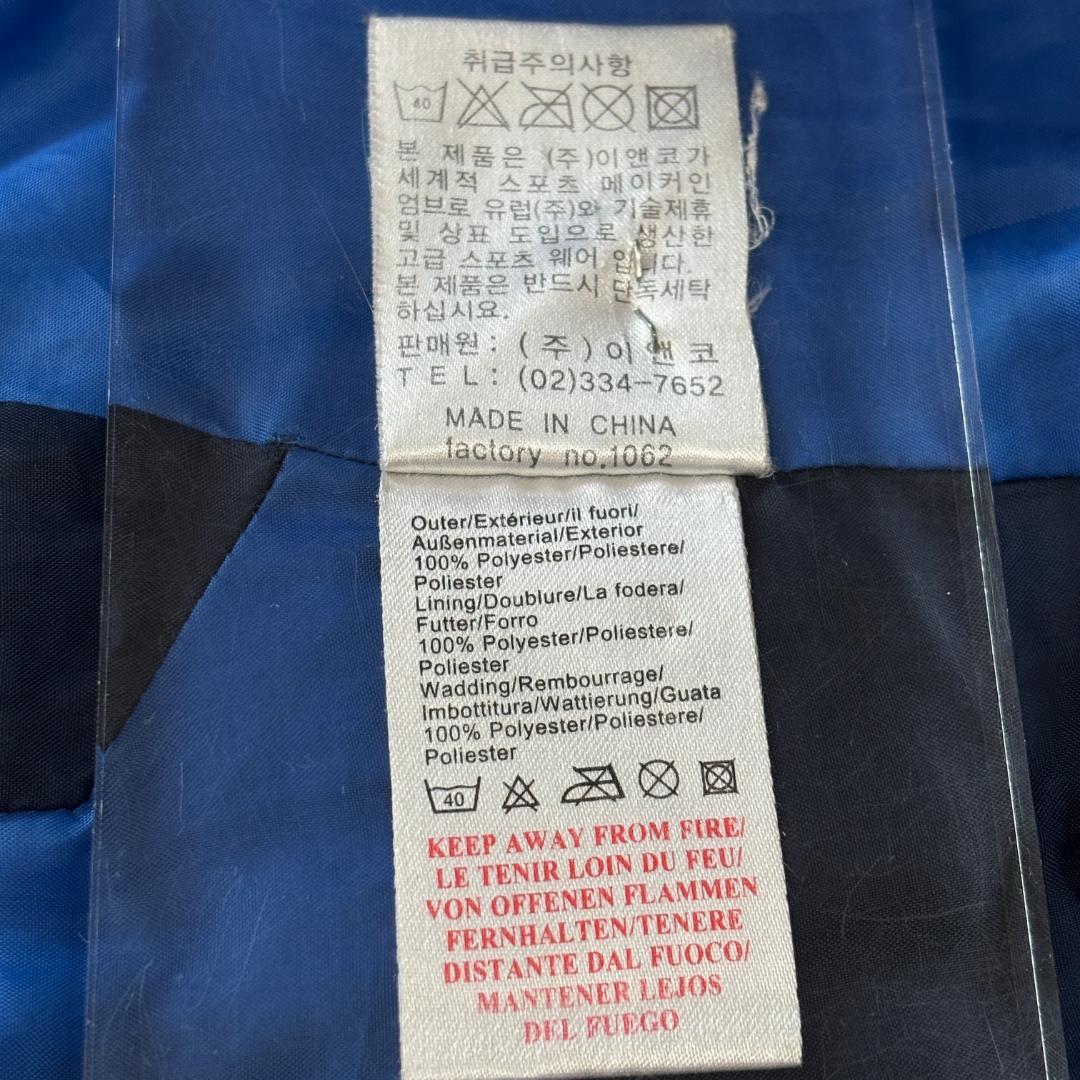 취급주의사항
40
본 제품은 (주)이앤코가
세계적 스포츠 메이커인
엄브로 유럽(주)와 기술제휴
및 상표 도입으로 생산한
고급 스포츠 웨어 입니다.
본 제품은 반드시 단독세탁
하십시요.
판매원: (주)이앤코
TEL: (02)334-7652
MADE IN CHINA
factory no.1062
Outer/Extérieur/il fuori/
Außenmaterial/Exterior
100% Polyester/Poliestere/
Poliester
Lining/Doublure/La fodera/
Futter/Forro
100% Polyester/Poliestere/
Poliester
Wadding/Rembourrage/
Imbottitura/Wattierung/Guata
100% Polyester/Poliestere/
Poliester
40
KEEP AWAY FROM FIRE/
LE TENIR LOIN DU FEU/
VON OFFENEN FLAMMEN
FERNHALTEN/TENERE
DISTANTE DAL FUOCO/
MANTENER LEJOS
DEL FUEGO